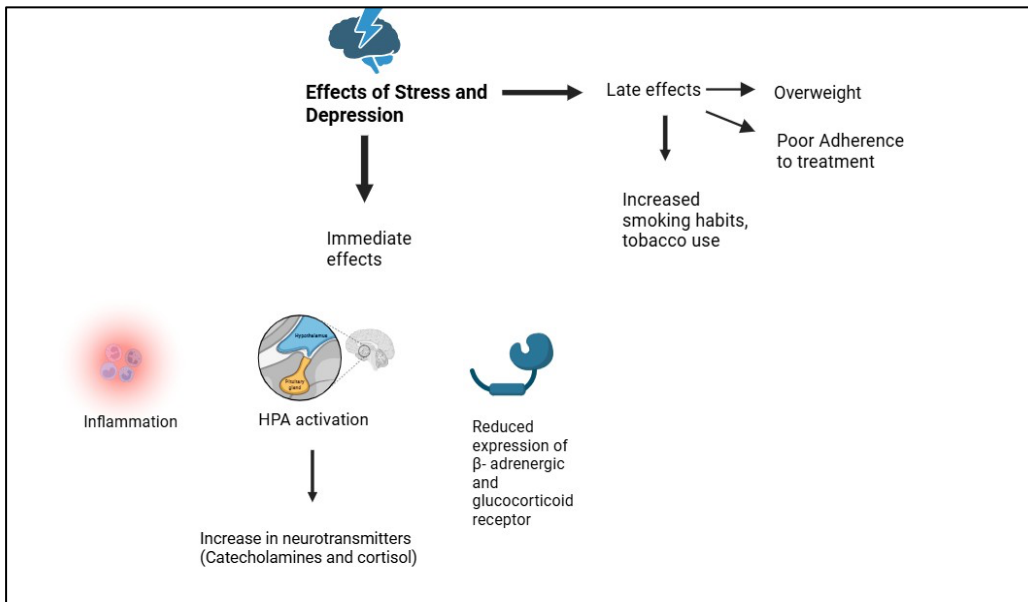 Effects of Stress and
Depression
Late effects
Overweight
Poor Adherence
to treatment
Increased
smoking habits,
tobacco use
Immediate
effects
Hypothalamus
Pituitary
gland
Inflammation
HPA activation
Reduced
expression of
β- adrenergic
and
glucocorticoid
receptor
Increase in neurotransmitters
(Catecholamines and cortisol)